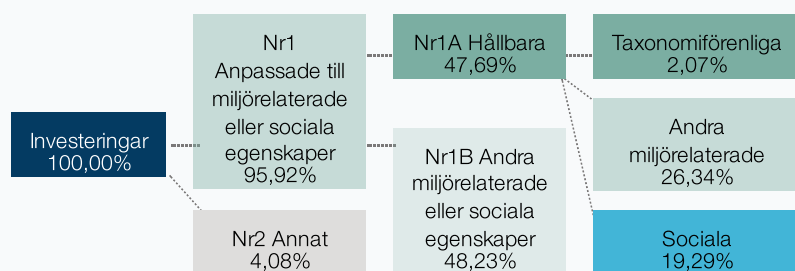 Investeringar
100,00%
Nr1
Anpassade till
miljörelaterade
eller sociala
egenskaper
95,92%
Nr2 Annat
4,08%
Nr1A Hållbara
47,69%
Nr1B Andra
miljörelaterade
eller sociala
egenskaper
48,23%
Taxonomiförenliga
2,07%
Andra
miljörelaterade
26,34%
Sociala
19,29%